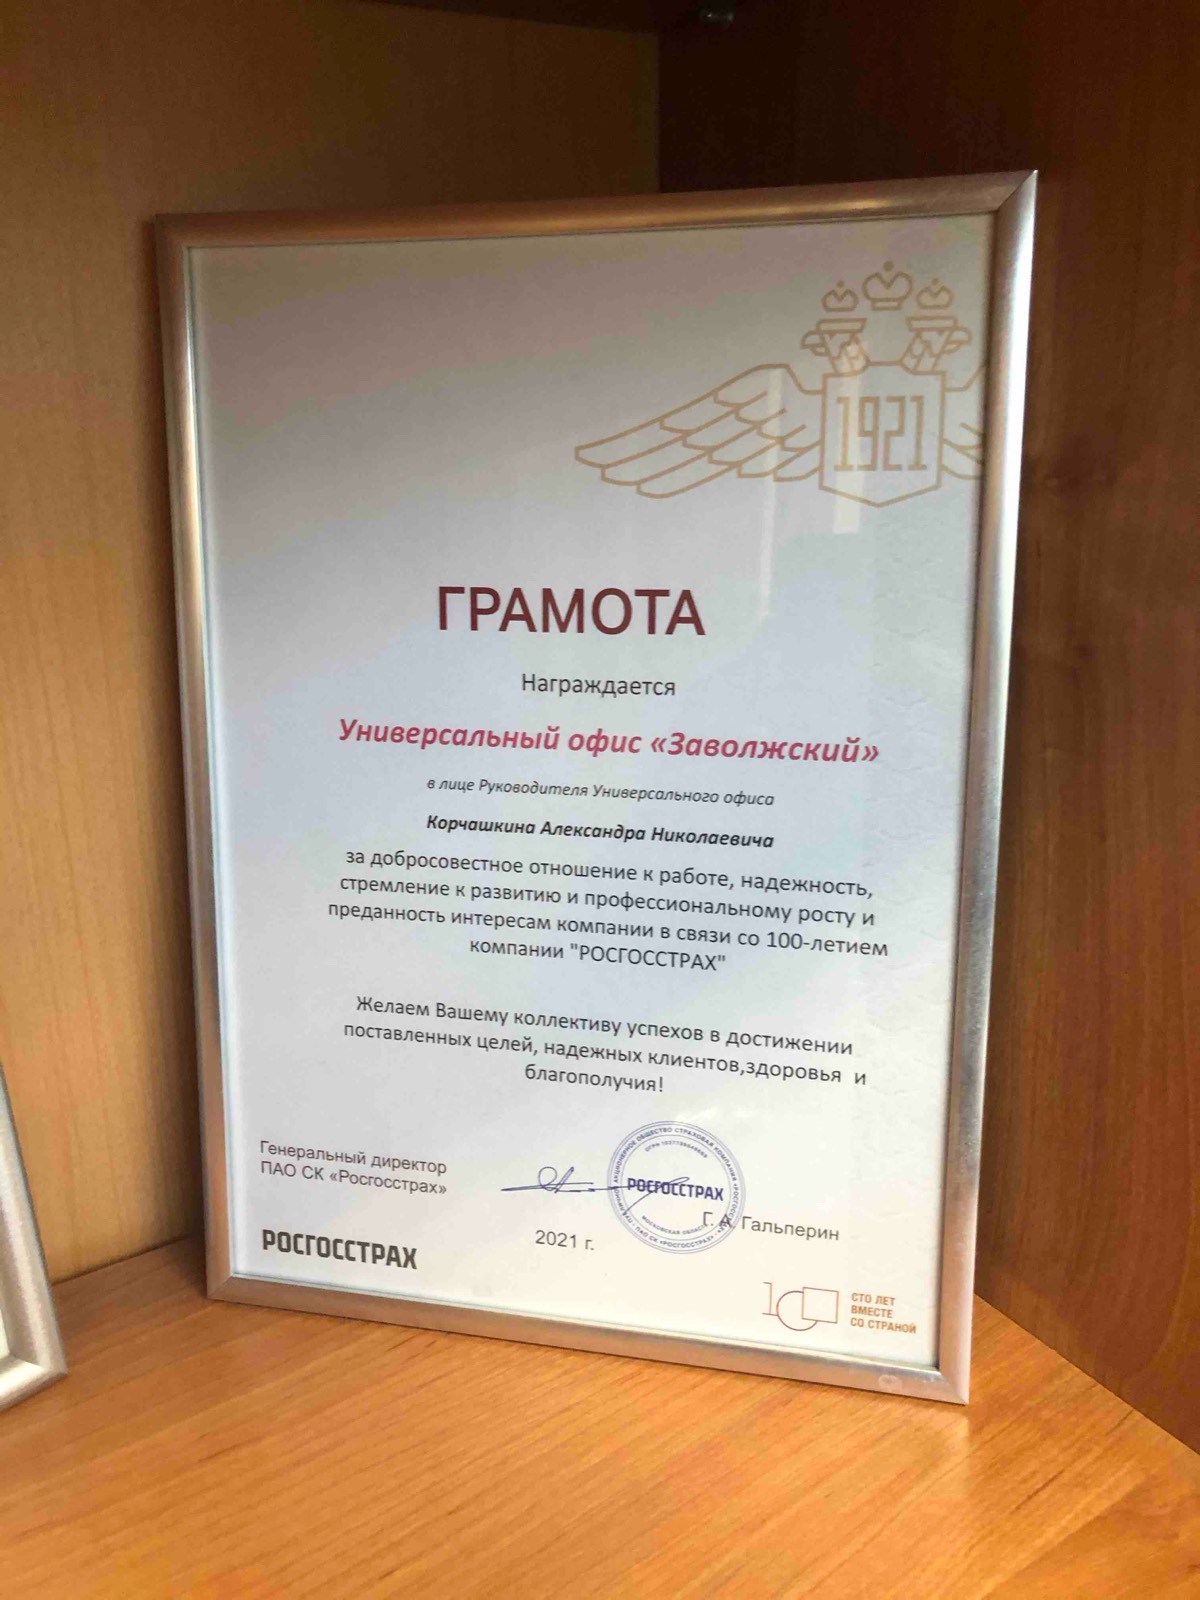 1921
ГРАМОТА
Награждается
Универсальный офис «Заволжский»
в лице Руководителя Универсального офиса
Корчашкина Александра Николаевича
за добросовестное отношение к работе, надежность,
стремление к развитию и профессиональному росту и
преданность интересам компании в связи со 100-летием
компании "РОСГОССТРАХ"
Желаем Вашему коллективу успехов в достижении
поставленных целей, надежных клиентов,здоровья и
благополучия!
Генеральный директор
ПАО СК «Росгосстрах»
РОСГОССТРАХ
Г. Гальперин
2021 г.
РОСГОССТРАХ
100
СТО ЛЕТ
ВМЕСТЕ
СО СТРАНОЙ